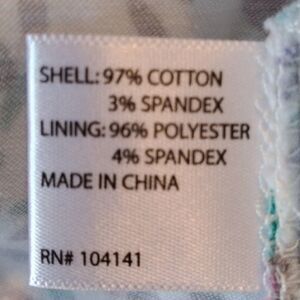 SHELL: 97% COTTON
3% SPANDEX
LINING: 96% POLYESTER
4% SPANDEX
MADE IN CHINA
RN# 104141